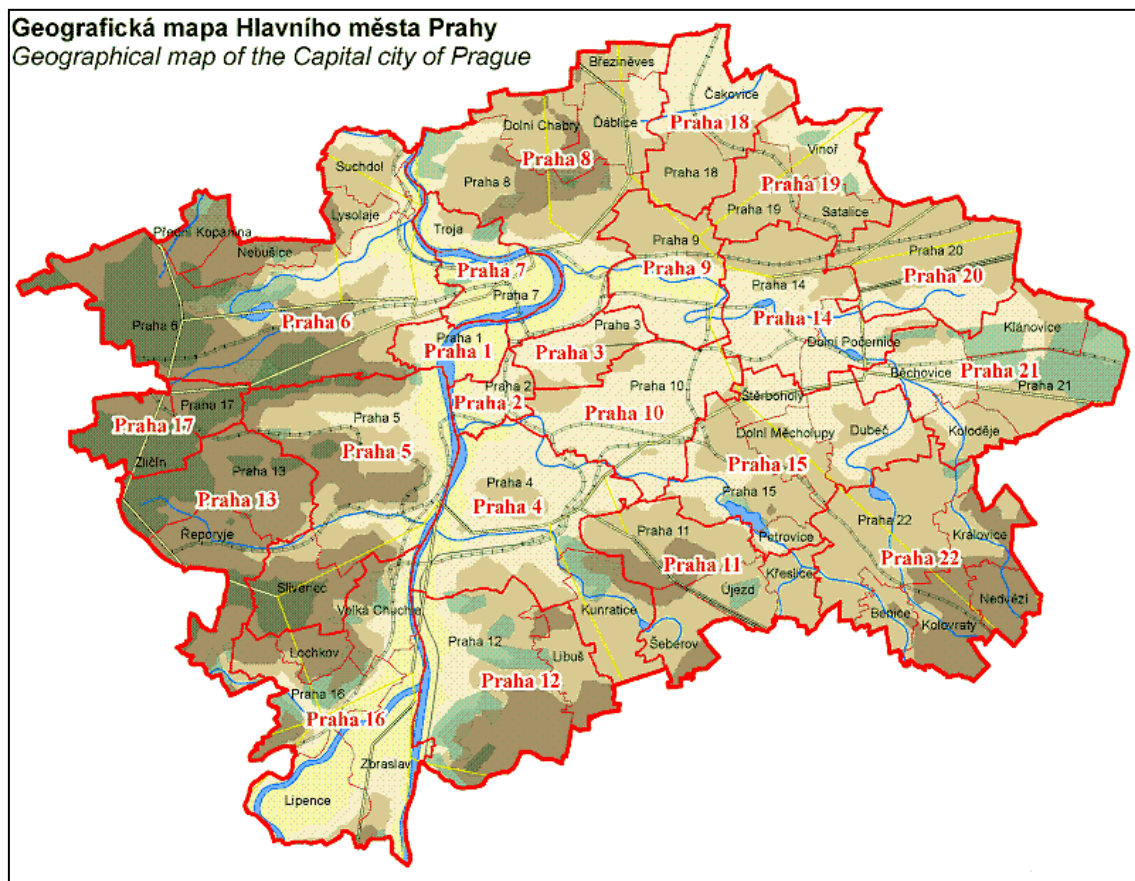 Geografická mapa Hlavního města Prahy
Geographical map of the Capital city of Prague
Březiněves
Čakovice
Dolní Chabry
Ďáblice
Praha 18
Vinoř
Praha 8
Suchdol
Praha 8
Praha 18
Praha 19
Lysolaje
Praha 19
Satalice
Troja
Přední Kopanina
Nebušice
Praha 9
Praha 20
Praha 7
Praha 9
Praha 20
Praha 14
Praha 7
Praha 6
Praha 6
Praha 3
Praha 14
Klánovice
Praha 1
Praha 1
Praha 3
Dolní Počernice
Běchovice
Praha 21
Praha 21
Praha 2
Praha 10
Praha 2
Štěrboholy
Praha 17
Praha 5
Praha 10
Praha 17
Dubeč
Koloděje
Dolní Měcholupy
Praha 5
Zličín
Praha 13
Praha 15
Praha 4
Praha 15
Praha 13
Praha 4
Praha 22
Praha 11
Řeporyje
Petrovice
Královice
Praha 11
Praha 22
Křeslice
Sliverec
Újezd
Nedvězí
Velká Chuchle
Kunratice
Benice
Kolovraty
Praha 12
Šeberov
Lochkov
Libuš
Praha 12
Praha 16
Praha 16
Zbraslav
Lipence